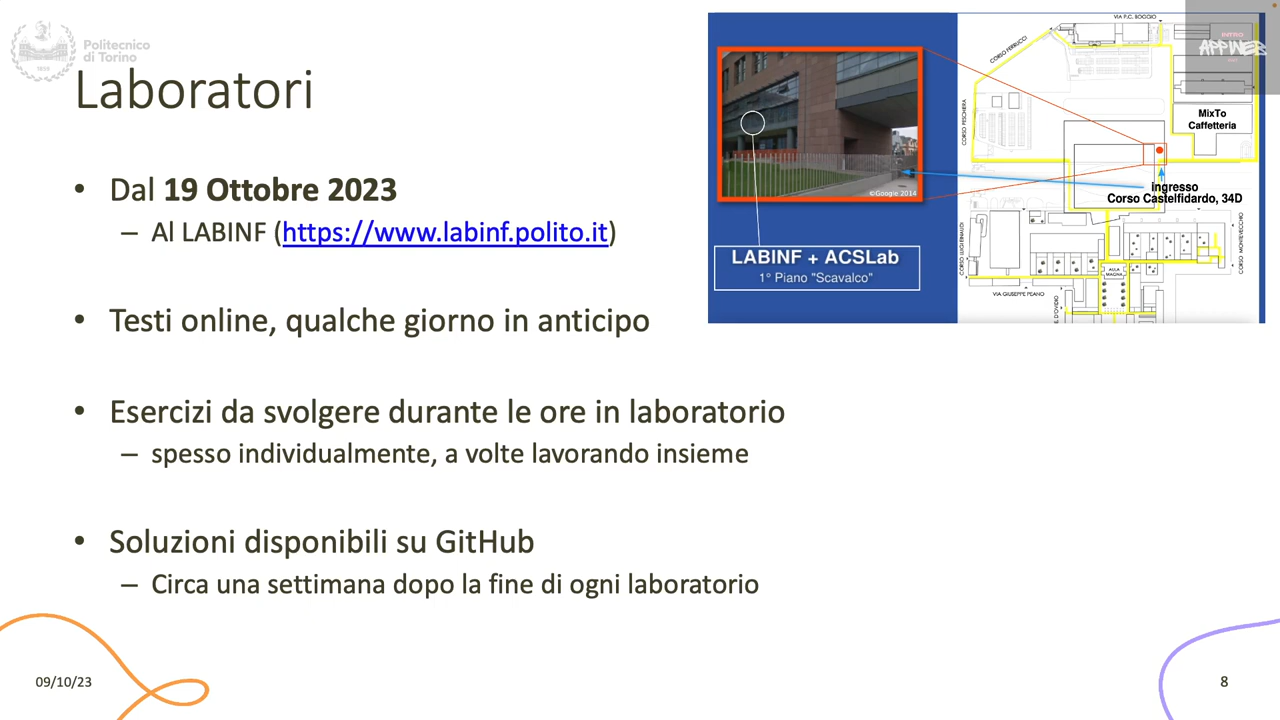 Politecnico
di Torino
Laboratori
• Dal 19 Ottobre 2023
– Al LABINF (https://www.labinf.polito.it)
• Testi online, qualche giorno in anticipo
• Esercizi da svolgere durante le ore in laboratorio
– spesso individualmente, a volte lavorando insieme
• Soluzioni disponibili su GitHub
– Circa una settimana dopo la fine di ogni laboratorio
©Google 2014
LABINF + ACSLab
1° Piano "Scavalco"
VIA P.C. BOGGIO
CORSO FERRUCCI
CORSO PESCHIERA
MixTo
Caffetteria
ingresso
Corso Castelfidardo, 34D
CORSO MONTEVECCHIO
AULA
MAGNA
VIA GIUSEPPE PEANO
INTRO
APPINVER
09/10/23
8